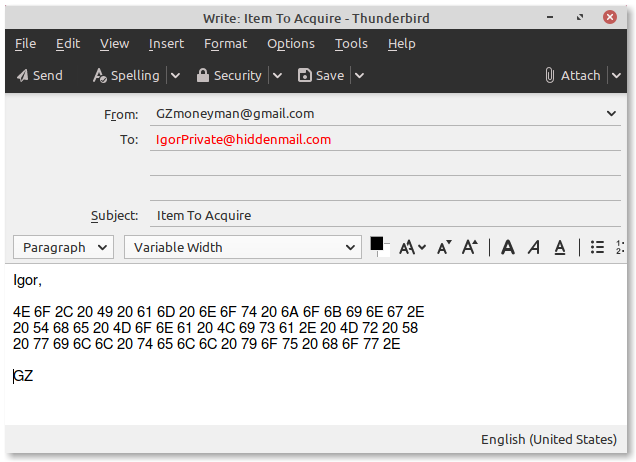 Write: Item To Acquire - Thunderbird
File Edit View Insert Format Options Tools Help
Send Spelling Security Save Attach
From: GZmoneyman@gmail.com
To: IgorPrivate@hiddenmail.com
Subject: Item To Acquire
Paragraph Variable Width A A A A A A 1: 2-
Igor,
4E 6F 2C 20 49 20 61 6D 20 6E 6F 74 20 6A 6F 6B 69 6E 67 2E
20 54 68 65 20 4D 6F 6E 61 20 4C 69 73 61 2E 20 4D 72 20 58
20 77 69 6C 6C 20 74 65 6C 6C 20 79 6F 75 20 68 6F 77 2E
GZ
English (United States)